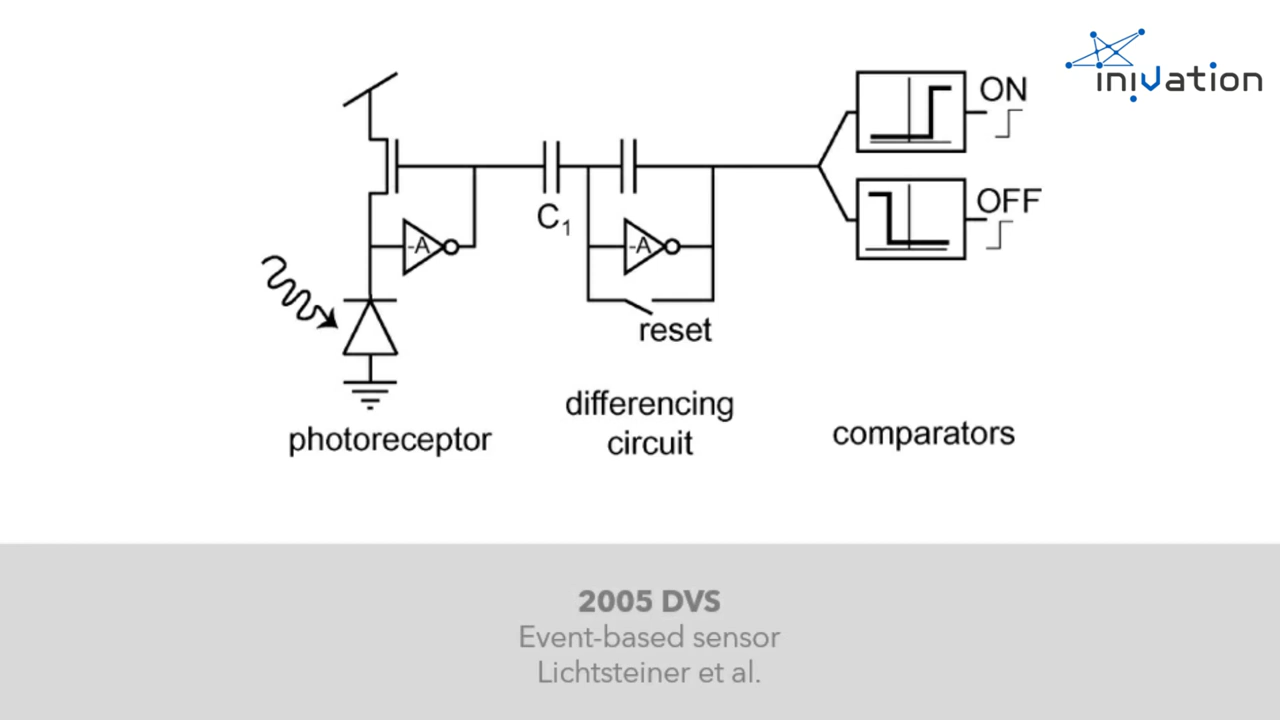 inivation
ON
OFF
C1
-A
-A
reset
photoreceptor
differencing
circuit
comparators
2005 DVS
Event-based sensor
Lichtsteiner et al.